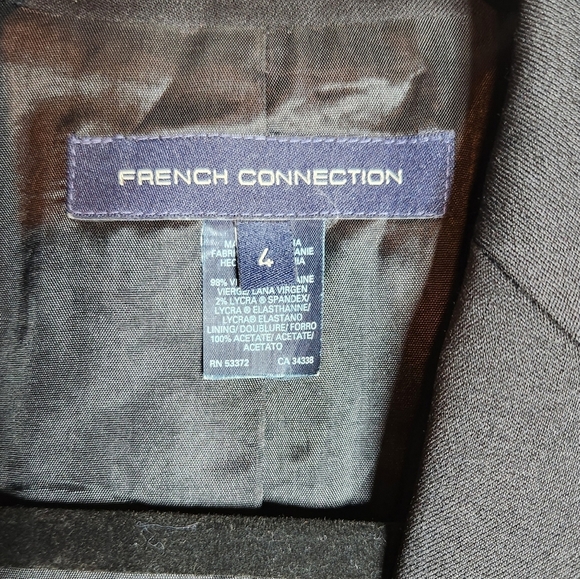 FRENCH CONNECTION
4
98%
VIERGE/ LANA VIRGEN
2% LYCRA ® SPANDEX/
LYCRA ® ELASTHANNE/
LYCRA® ELASTANO
LINING/ DOUBLURE/ FORRO
100% ACETATE/ ACETATE/
ACETATO
RN 53372 CA 34338